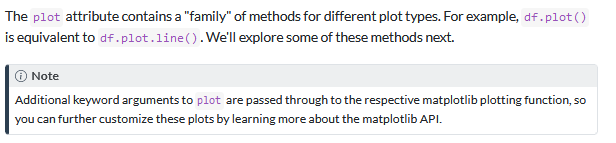 The plot attribute contains a "family" of methods for different plot types. For example, df.plot()
is equivalent to df.plot.line(). We'll explore some of these methods next.
Note
Additional keyword arguments to plot are passed through to the respective matplotlib plotting function, so
you can further customize these plots by learning more about the matplotlib API.